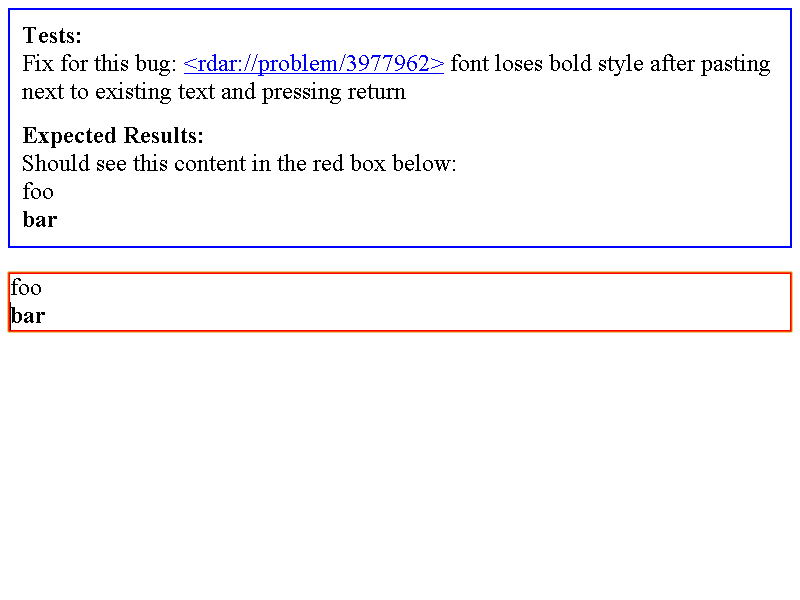 Tests:
Fix for this bug: <rdar://problem/3977962> font loses bold style after pasting
next to existing text and pressing return
Expected Results:
Should see this content in the red box below:
foo
bar
foo
bar